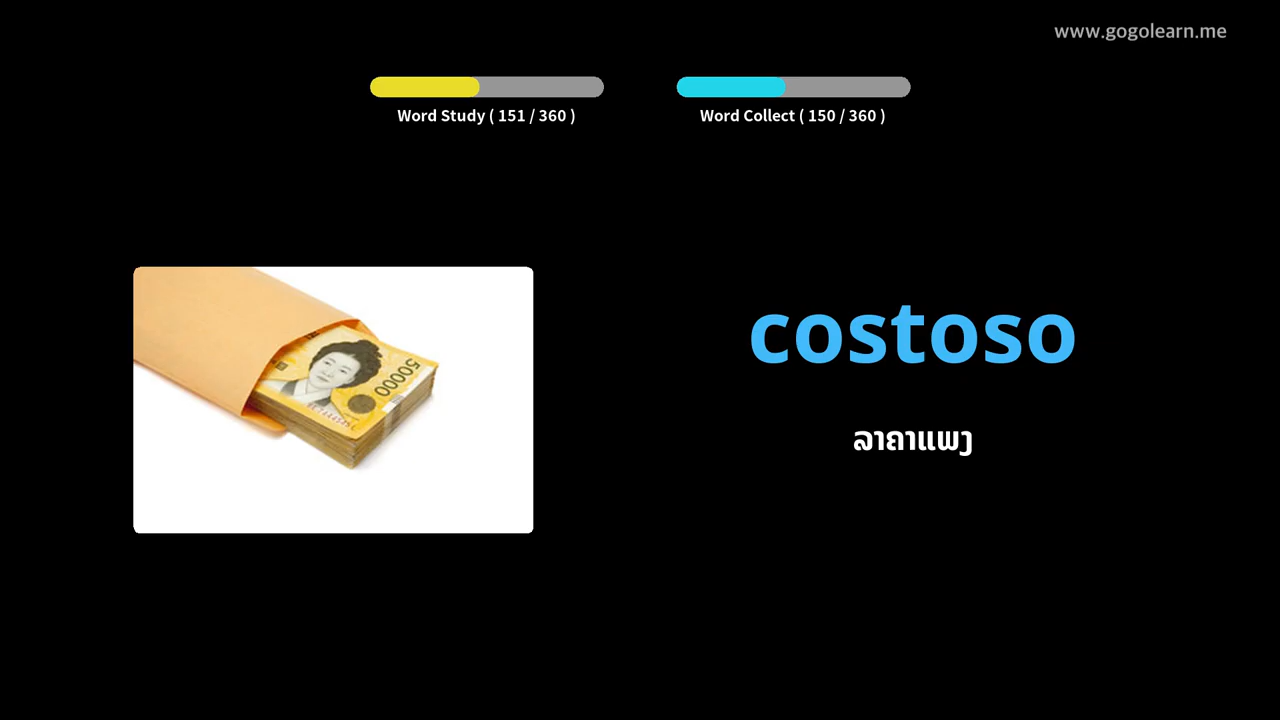 www.gogolearn.me
Word Study ( 151 / 360 )
Word Collect ( 150 / 360 )
50000
costoso
ລາຄາແພງ